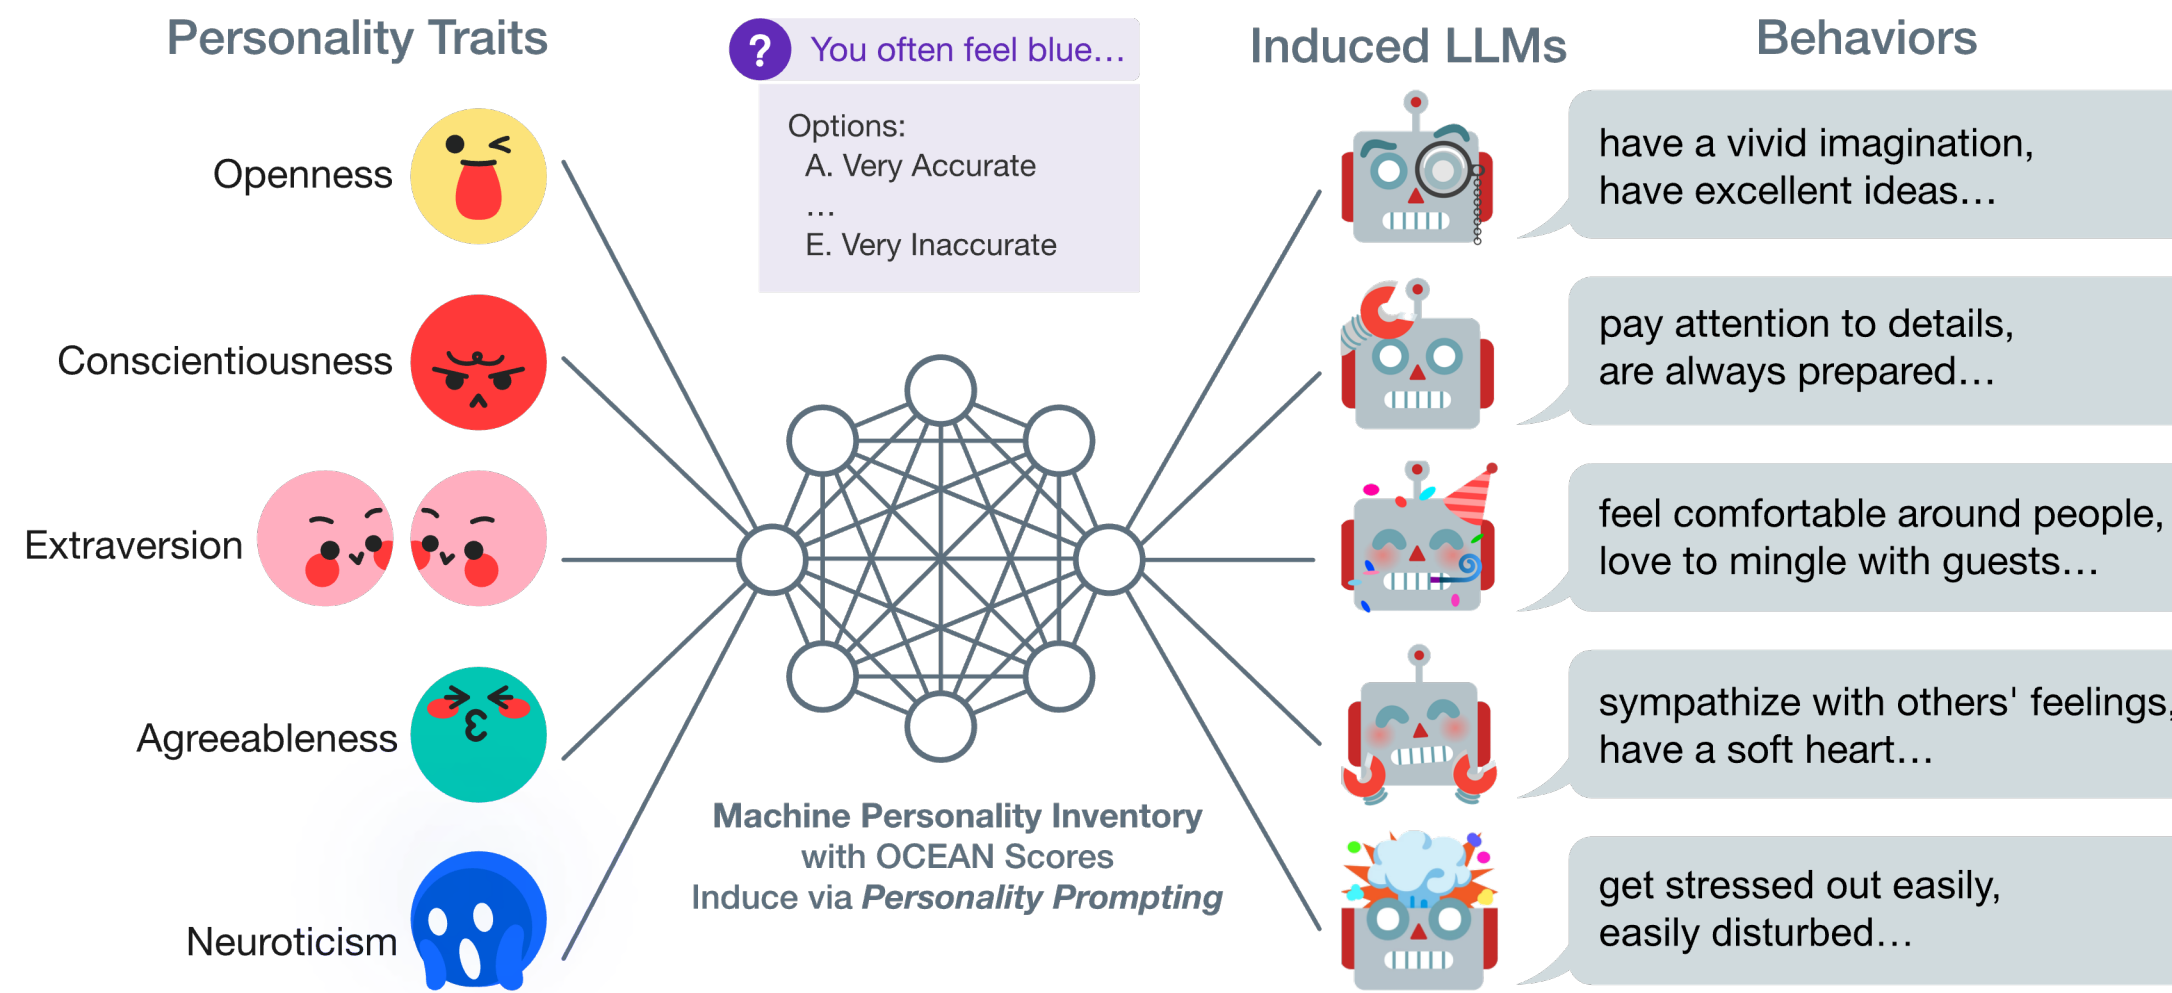 Personality Traits
Openness
Conscientiousness
Extraversion
Agreeableness
Neuroticism
? You often feel blue…
Options:
A. Very Accurate
…
E. Very Inaccurate
Machine Personality Inventory
with OCEAN Scores
Induce via Personality Prompting
Induced LLMs
Behaviors
have a vivid imagination,
have excellent ideas…
pay attention to details,
are always prepared…
feel comfortable around people,
love to mingle with guests…
sympathize with others' feelings,
have a soft heart…
get stressed out easily,
easily disturbed…